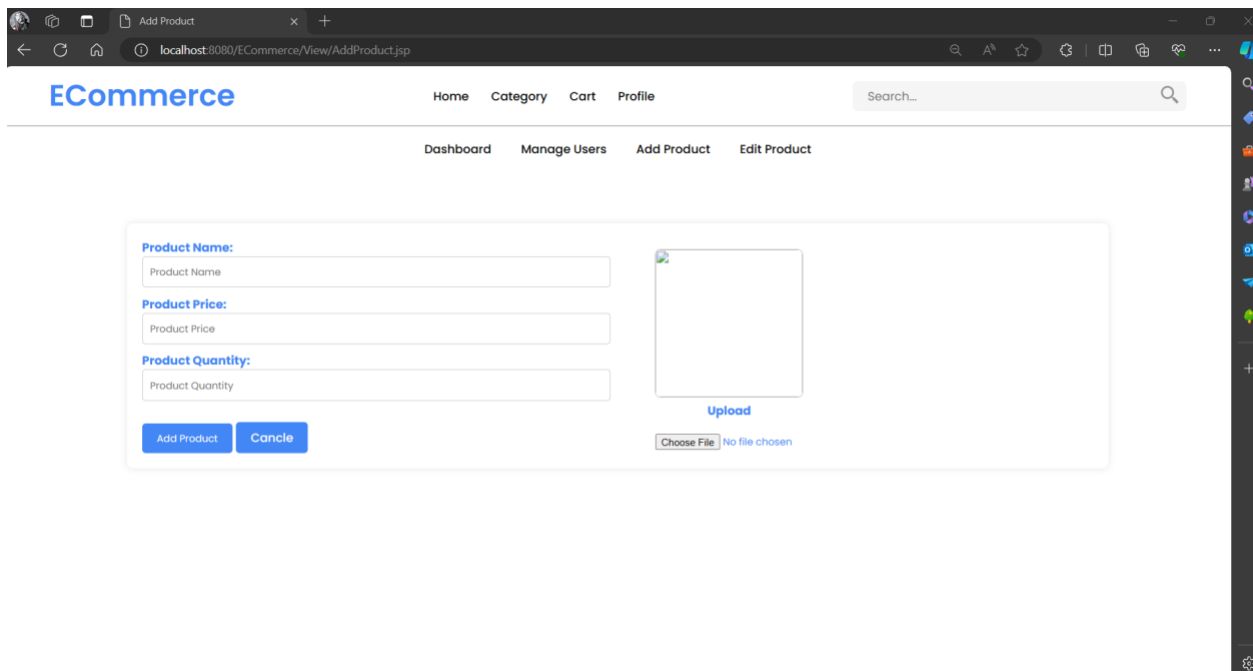 Add Product
localhost:8080/ECommerce/View/AddProduct.jsp
ECommerce Home Category Cart Profile Search...
Dashboard Manage Users Add Product Edit Product
Product Name:
Product Name
Product Price:
Product Price
Product Quantity:
Product Quantity
Add Product Cancle
Upload
Choose File No file chosen